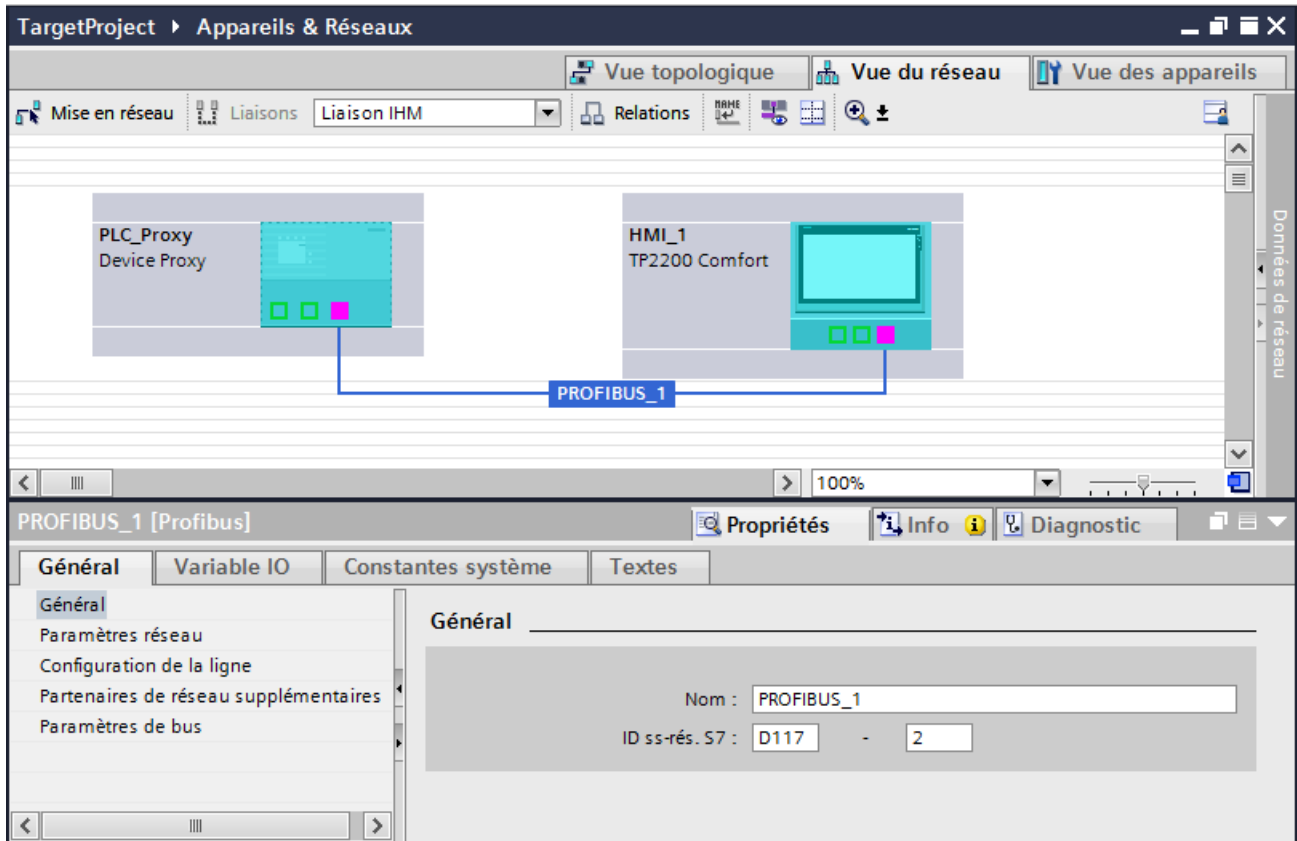 TargetProject ▸ Appareils & Réseaux
Vue topologique Vue du réseau Vue des appareils
Mise en réseau Liaisons Liaison IHM Relations NAME
PLC_Proxy
Device Proxy
HMI_1
TP2200 Comfort
PROFIBUS_1
Données de réseau
100%
PROFIBUS_1 [Profibus]
Propriétés Info Diagnostic
Général Variable IO Constantes système Textes
Général
Paramètres réseau
Configuration de la ligne
Partenaires de réseau supplémentaires
Paramètres de bus
Général
Nom : PROFIBUS_1
ID ss-rés. S7 : D117 - 2